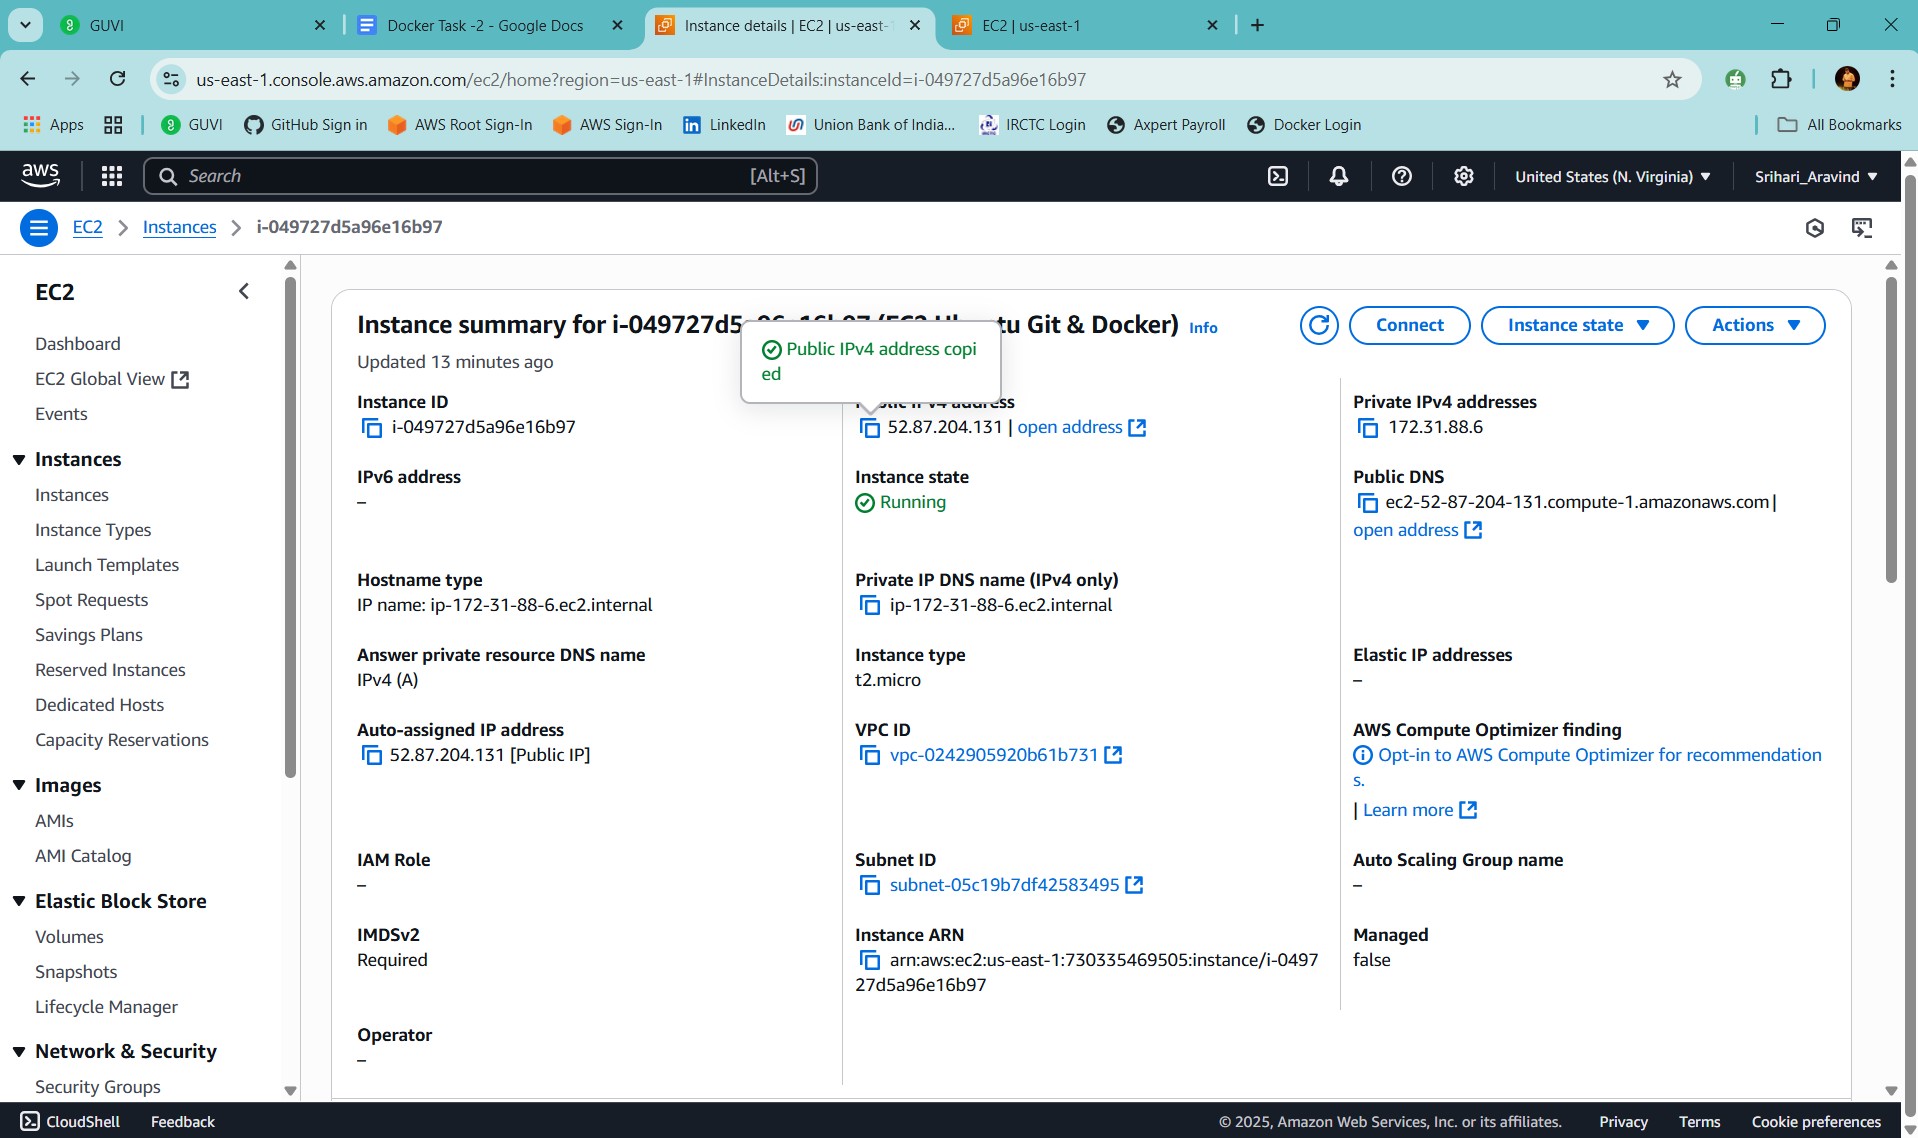 GUVI
Docker Task -2 - Google Docs
Instance details | EC2 | us-east-
EC2 | us-east-1
us-east-1.console.aws.amazon.com/ec2/home?region=us-east-1#InstanceDetails:instanceId=i-049727d5a96e16b97
Apps
GUVI
GitHub Sign in
AWS Root Sign-In
AWS Sign-In
LinkedIn
Union Bank of India...
IRCTC Login
Axpert Payroll
Docker Login
All Bookmarks
aws
Search
[Alt+S]
United States (N. Virginia)
Srihari_Aravind
EC2
Instances
i-049727d5a96e16b97
EC2
Dashboard
EC2 Global View
Events
Instances
Instances
Instance Types
Launch Templates
Spot Requests
Savings Plans
Reserved Instances
Dedicated Hosts
Capacity Reservations
Images
AMIs
AMI Catalog
Elastic Block Store
Volumes
Snapshots
Lifecycle Manager
Network & Security
Security Groups
Instance summary for i-049727d5a96e16b97 (EC2 Ubuntu Git & Docker)
Info
Updated 13 minutes ago
Connect
Instance state
Actions
Public IPv4 address copi
ed
Instance ID
i-049727d5a96e16b97
Public IPv4 address
52.87.204.131 | open address
Private IPv4 addresses
172.31.88.6
IPv6 address
–
Instance state
Running
Public DNS
ec2-52-87-204-131.compute-1.amazonaws.com |
open address
Hostname type
IP name: ip-172-31-88-6.ec2.internal
Private IP DNS name (IPv4 only)
ip-172-31-88-6.ec2.internal
Answer private resource DNS name
IPv4 (A)
Instance type
t2.micro
Elastic IP addresses
–
Auto-assigned IP address
52.87.204.131 [Public IP]
VPC ID
vpc-0242905920b61b731
AWS Compute Optimizer finding
Opt-in to AWS Compute Optimizer for recommendation
s.
| Learn more
IAM Role
–
Subnet ID
subnet-05c19b7df42583495
Auto Scaling Group name
–
IMDSv2
Required
Instance ARN
arn:aws:ec2:us-east-1:730335469505:instance/i-0497
27d5a96e16b97
Managed
false
Operator
–
CloudShell
Feedback
© 2025, Amazon Web Services, Inc. or its affiliates.
Privacy
Terms
Cookie preferences